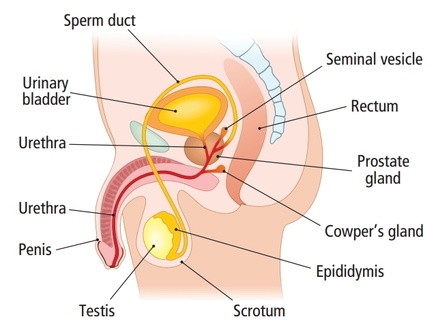 Sperm duct
Seminal vesicle
Urinary
bladder
Rectum
Urethra
Prostate
gland
Urethra
Cowper's gland
Penis
Epididymis
Testis
Scrotum